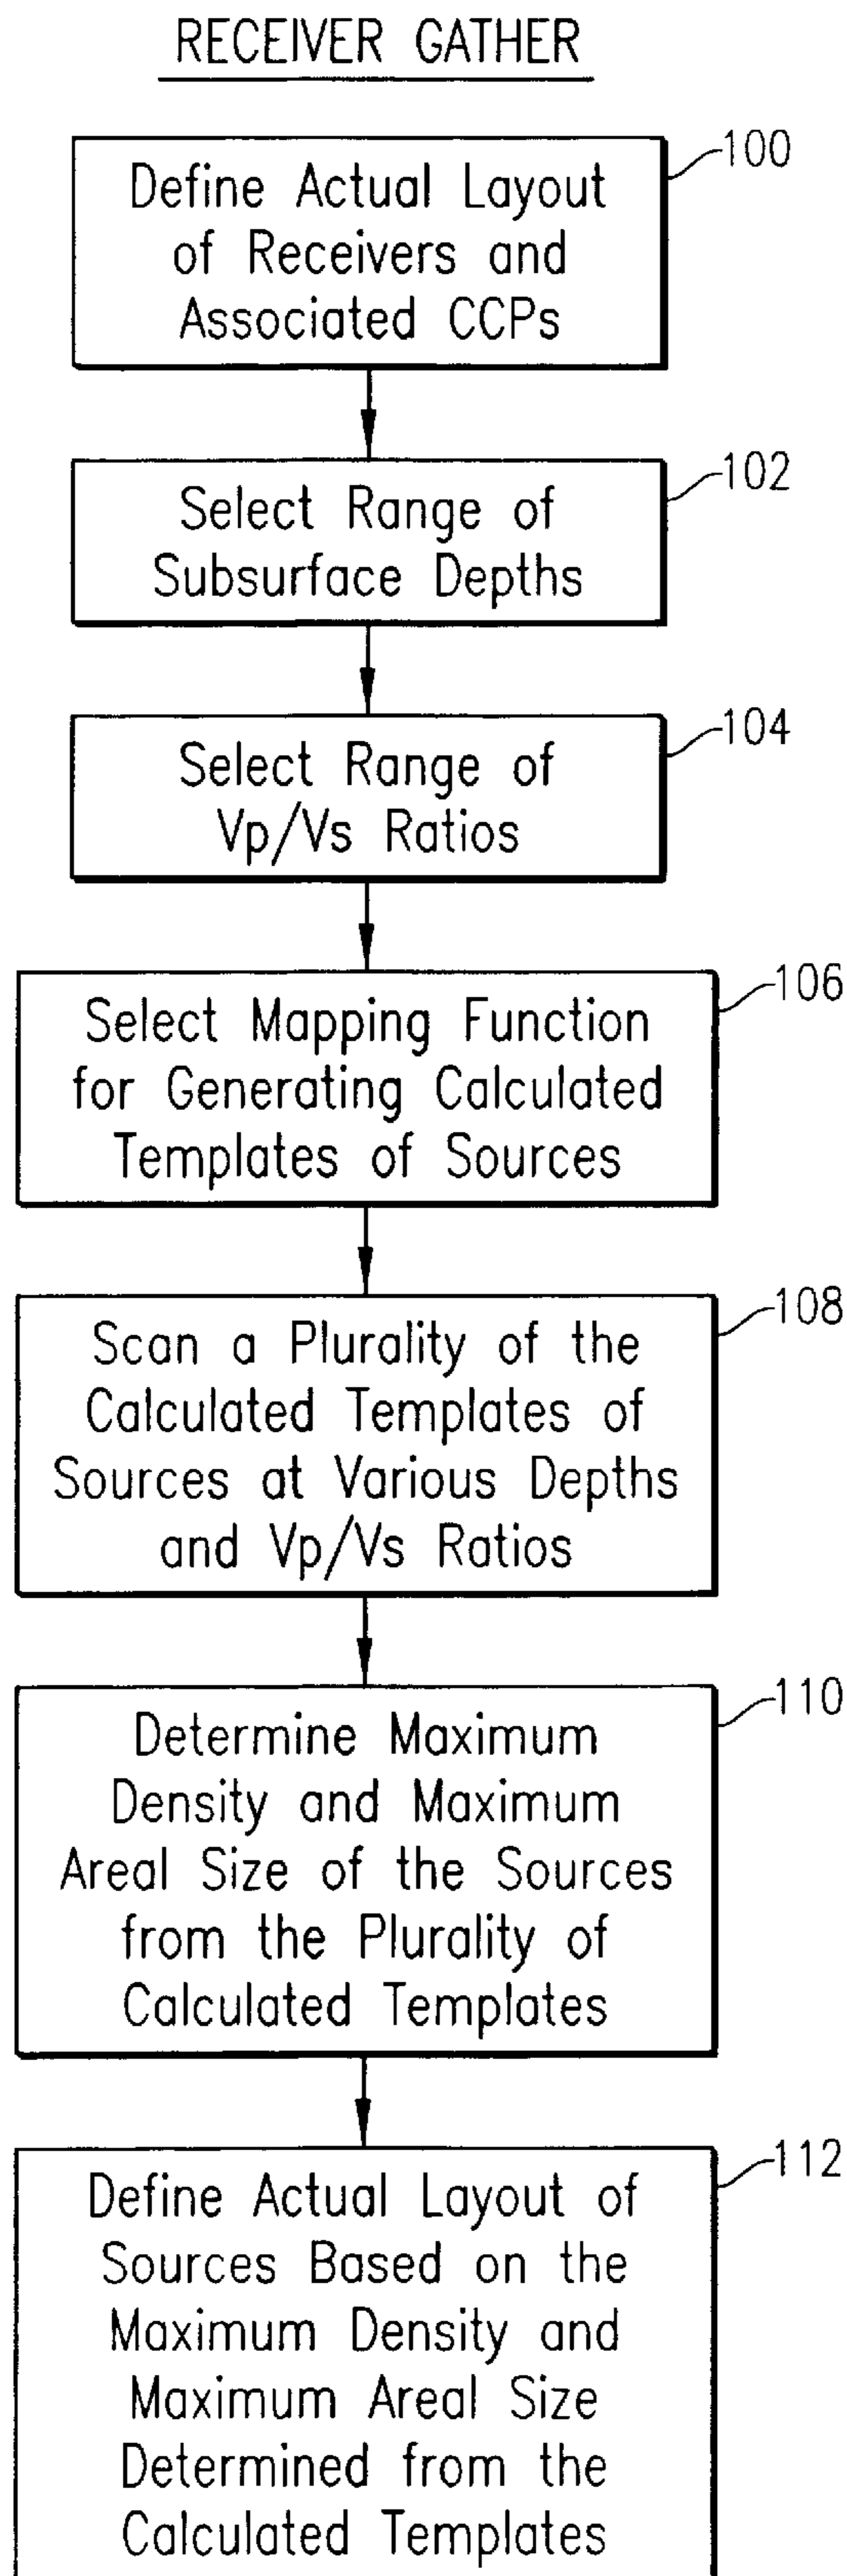 RECEIVER GATHER
100
Define Actual Layout
of Receivers and
Associated CCPs
102
Select Range of
Subsurface Depths
104
Select Range of
Vp/Vs Ratios
106
Select Mapping Function
for Generating Calculated
Templates of Sources
108
Scan a Plurality of the
Calculated Templates of
Sources at Various Depths
and Vp/Vs Ratios
110
Determine Maximum
Density and Maximum
Areal Size of the Sources
from the Plurality of
Calculated Templates
112
Define Actual Layout of
Sources Based on the
Maximum Density and
Maximum Areal Size
Determined from the
Calculated Templates